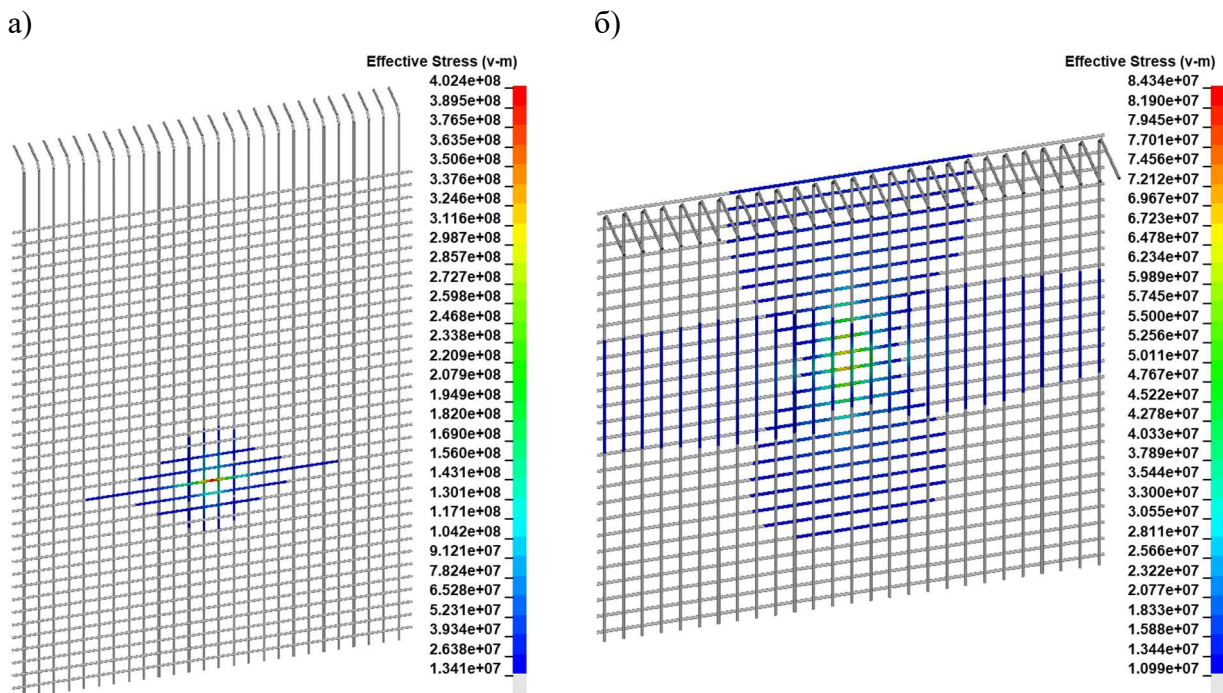 а)
б)
Effective Stress (v-m)
4.024e+08
3.895e+08
3.765e+08
3.635e+08
3.506e+08
3.376e+08
3.246e+08
3.116e+08
2.987e+08
2.857e+08
2.727e+08
2.598e+08
2.468e+08
2.338e+08
2.209e+08
2.079e+08
1.949e+08
1.820e+08
1.690e+08
1.560e+08
1.431e+08
1.301e+08
1.171e+08
1.042e+08
9.121e+07
7.824e+07
6.528e+07
5.231e+07
3.934e+07
2.638e+07
1.341e+07
Effective Stress (v-m)
8.434e+07
8.190e+07
7.945e+07
7.701e+07
7.456e+07
7.212e+07
6.967e+07
6.723e+07
6.478e+07
6.234e+07
5.989e+07
5.745e+07
5.500e+07
5.256e+07
5.011e+07
4.767e+07
4.522e+07
4.278e+07
4.033e+07
3.789e+07
3.544e+07
3.300e+07
3.055e+07
2.811e+07
2.566e+07
2.322e+07
2.077e+07
1.833e+07
1.588e+07
1.344e+07
1.099e+07